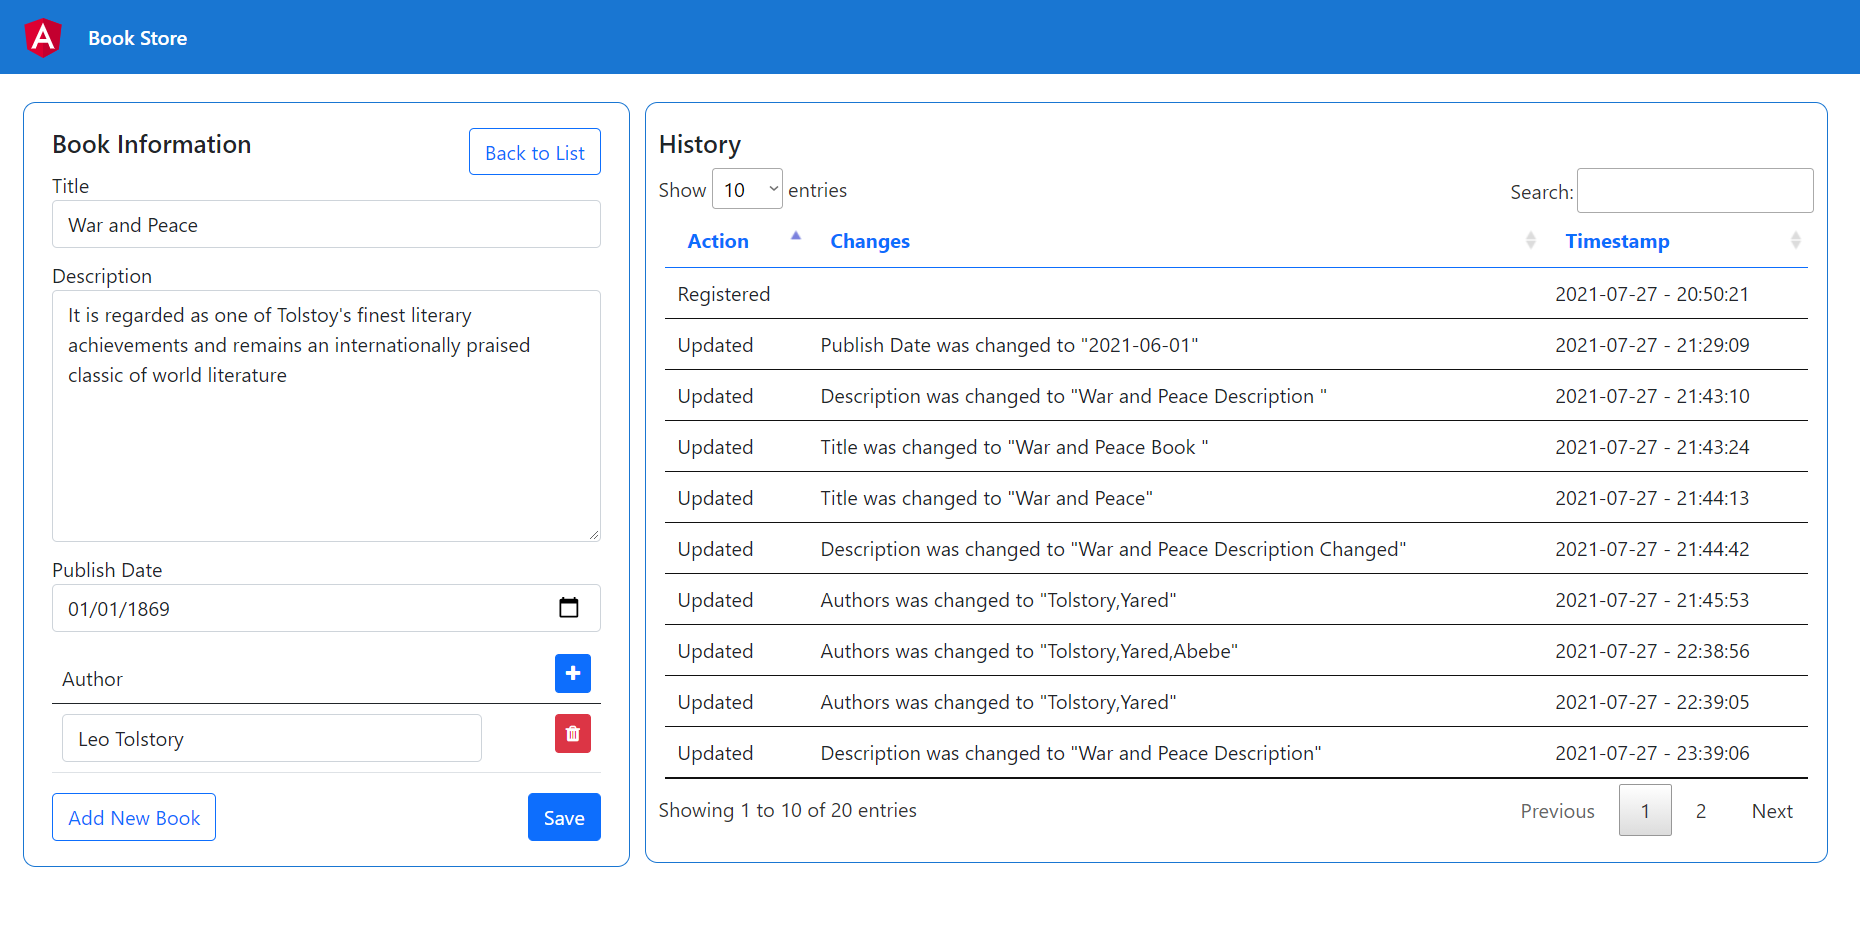 A
Book Store
Book Information
Back to List
Title
War and Peace
Description
It is regarded as one of Tolstoy's finest literary
achievements and remains an internationally praised
classic of world literature
Publish Date
01/01/1869
Author
Leo Tolstory
Add New Book
Save
History
Show 10 entries
Search:
Action Changes Timestamp
Registered 2021-07-27 - 20:50:21
Updated Publish Date was changed to "2021-06-01" 2021-07-27 - 21:29:09
Updated Description was changed to "War and Peace Description " 2021-07-27 - 21:43:10
Updated Title was changed to "War and Peace Book " 2021-07-27 - 21:43:24
Updated Title was changed to "War and Peace" 2021-07-27 - 21:44:13
Updated Description was changed to "War and Peace Description Changed" 2021-07-27 - 21:44:42
Updated Authors was changed to "Tolstory,Yared" 2021-07-27 - 21:45:53
Updated Authors was changed to "Tolstory,Yared,Abebe" 2021-07-27 - 22:38:56
Updated Authors was changed to "Tolstory,Yared" 2021-07-27 - 22:39:05
Updated Description was changed to "War and Peace Description" 2021-07-27 - 23:39:06
Showing 1 to 10 of 20 entries
Previous 1 2 Next